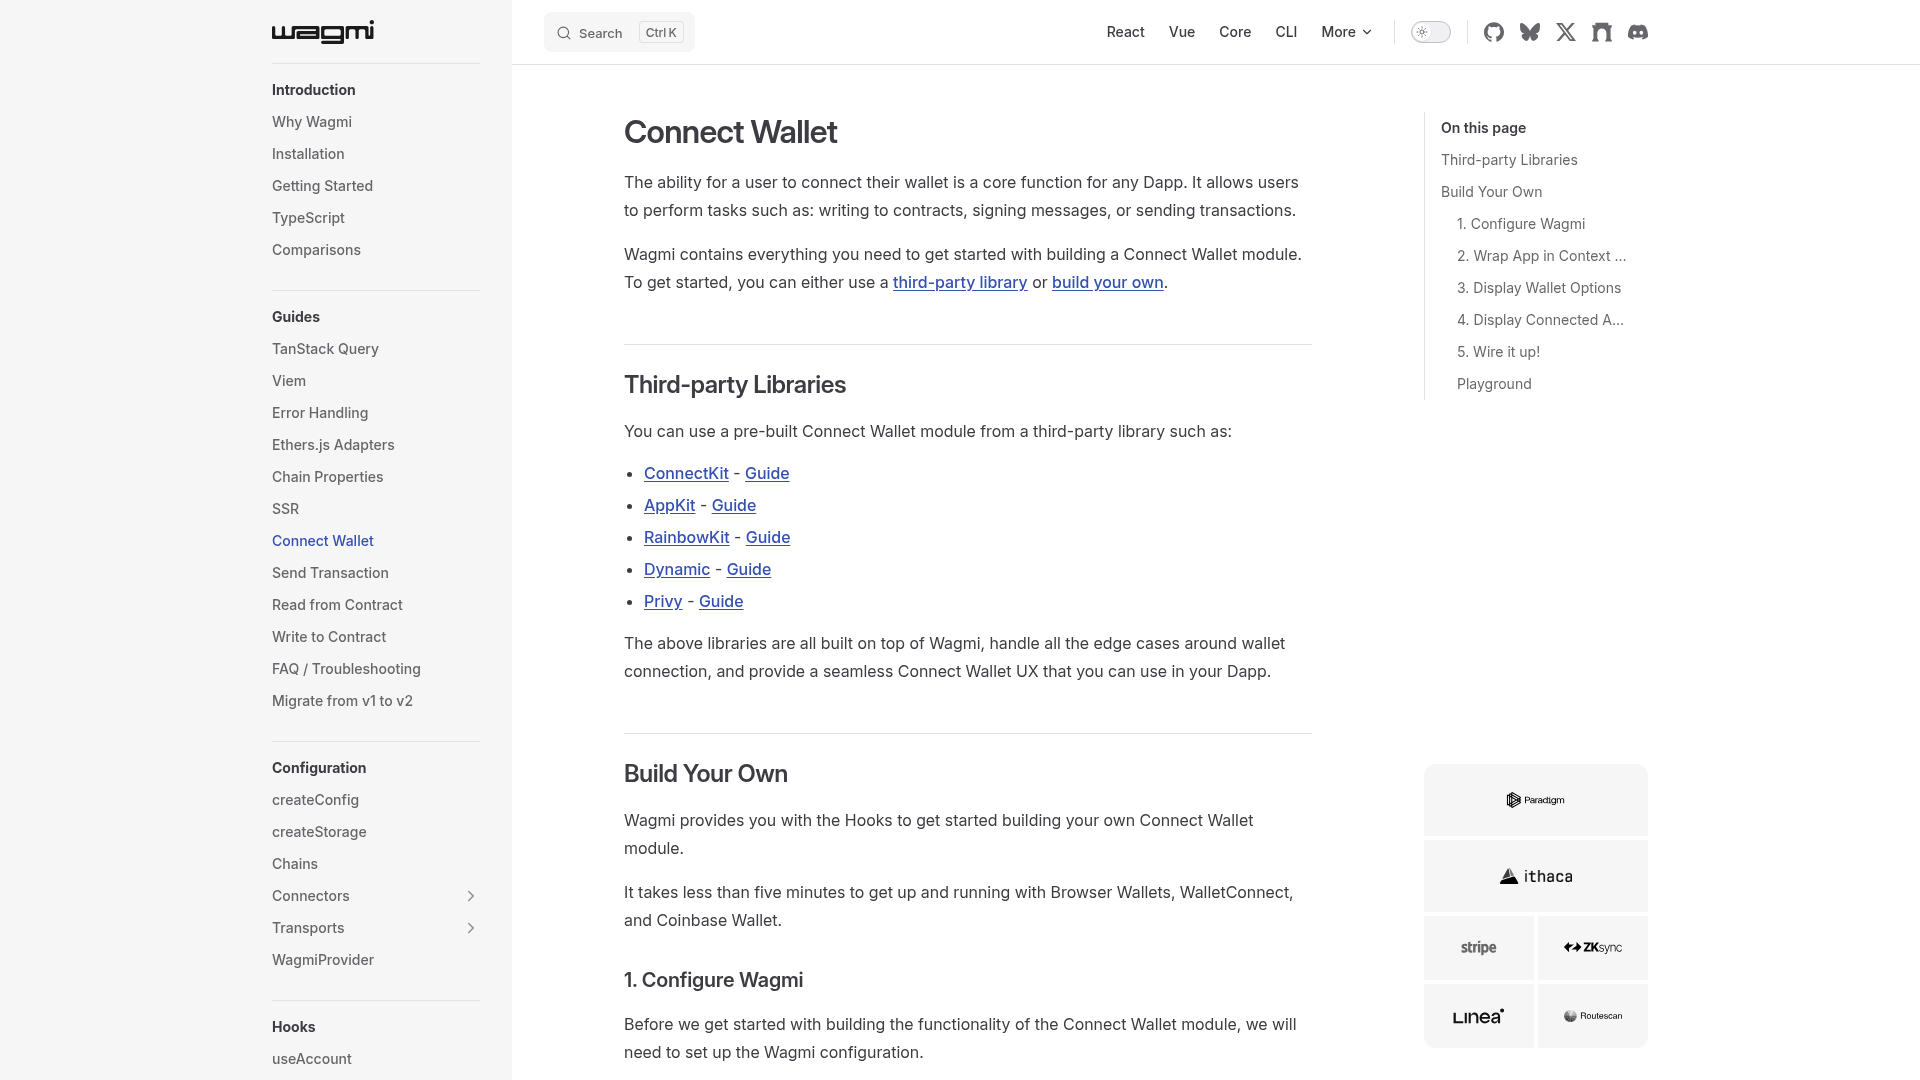 wagmi
Search Ctrl K
React Vue Core CLI More
Introduction
Why Wagmi
Installation
Getting Started
TypeScript
Comparisons
Guides
TanStack Query
Viem
Error Handling
Ethers.js Adapters
Chain Properties
SSR
Connect Wallet
Send Transaction
Read from Contract
Write to Contract
FAQ / Troubleshooting
Migrate from v1 to v2
Configuration
createConfig
createStorage
Chains
Connectors
Transports
WagmiProvider
Hooks
useAccount
Connect Wallet
The ability for a user to connect their wallet is a core function for any Dapp. It allows users
to perform tasks such as: writing to contracts, signing messages, or sending transactions.
Wagmi contains everything you need to get started with building a Connect Wallet module.
To get started, you can either use a third-party library or build your own.
Third-party Libraries
You can use a pre-built Connect Wallet module from a third-party library such as:
• ConnectKit - Guide
• AppKit - Guide
• RainbowKit - Guide
• Dynamic - Guide
• Privy - Guide
The above libraries are all built on top of Wagmi, handle all the edge cases around wallet
connection, and provide a seamless Connect Wallet UX that you can use in your Dapp.
Build Your Own
Wagmi provides you with the Hooks to get started building your own Connect Wallet
module.
It takes less than five minutes to get up and running with Browser Wallets, WalletConnect,
and Coinbase Wallet.
1. Configure Wagmi
Before we get started with building the functionality of the Connect Wallet module, we will
need to set up the Wagmi configuration.
On this page
Third-party Libraries
Build Your Own
1. Configure Wagmi
2. Wrap App in Context ...
3. Display Wallet Options
4. Display Connected A...
5. Wire it up!
Playground
Paradigm
ithaca
stripe
ZKsync
Linea
Routescan